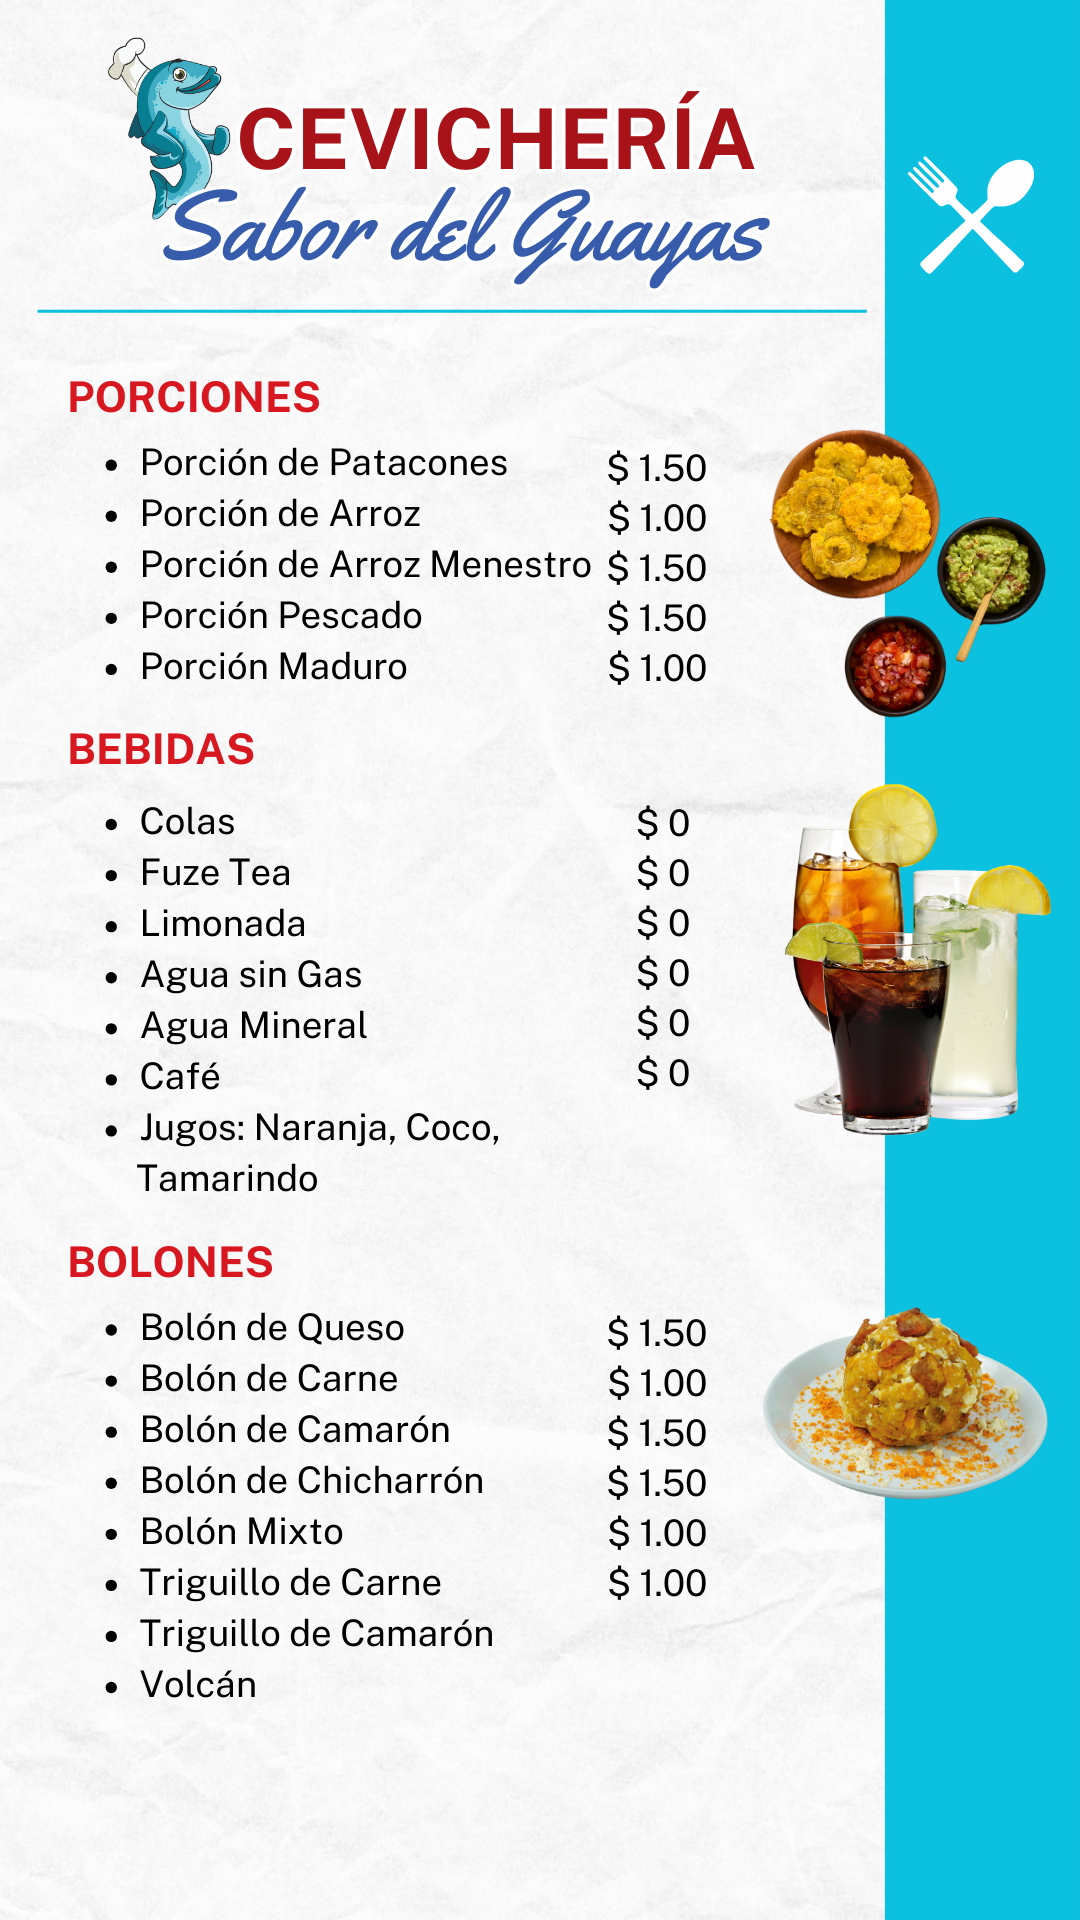 CEVICHERÍA
Sabor del Guayas
PORCIONES
• Porción de Patacones $ 1.50
• Porción de Arroz $ 1.00
• Porción de Arroz Menestro $ 1.50
• Porción Pescado $ 1.50
• Porción Maduro $ 1.00
BEBIDAS
• Colas $ 0
• Fuze Tea $ 0
• Limonada $ 0
• Agua sin Gas $ 0
• Agua Mineral $ 0
• Café $ 0
• Jugos: Naranja, Coco,
Tamarindo
BOLONES
• Bolón de Queso $ 1.50
• Bolón de Carne $ 1.00
• Bolón de Camarón $ 1.50
• Bolón de Chicharrón $ 1.50
• Bolón Mixto $ 1.00
• Triguillo de Carne $ 1.00
• Triguillo de Camarón
• Volcán